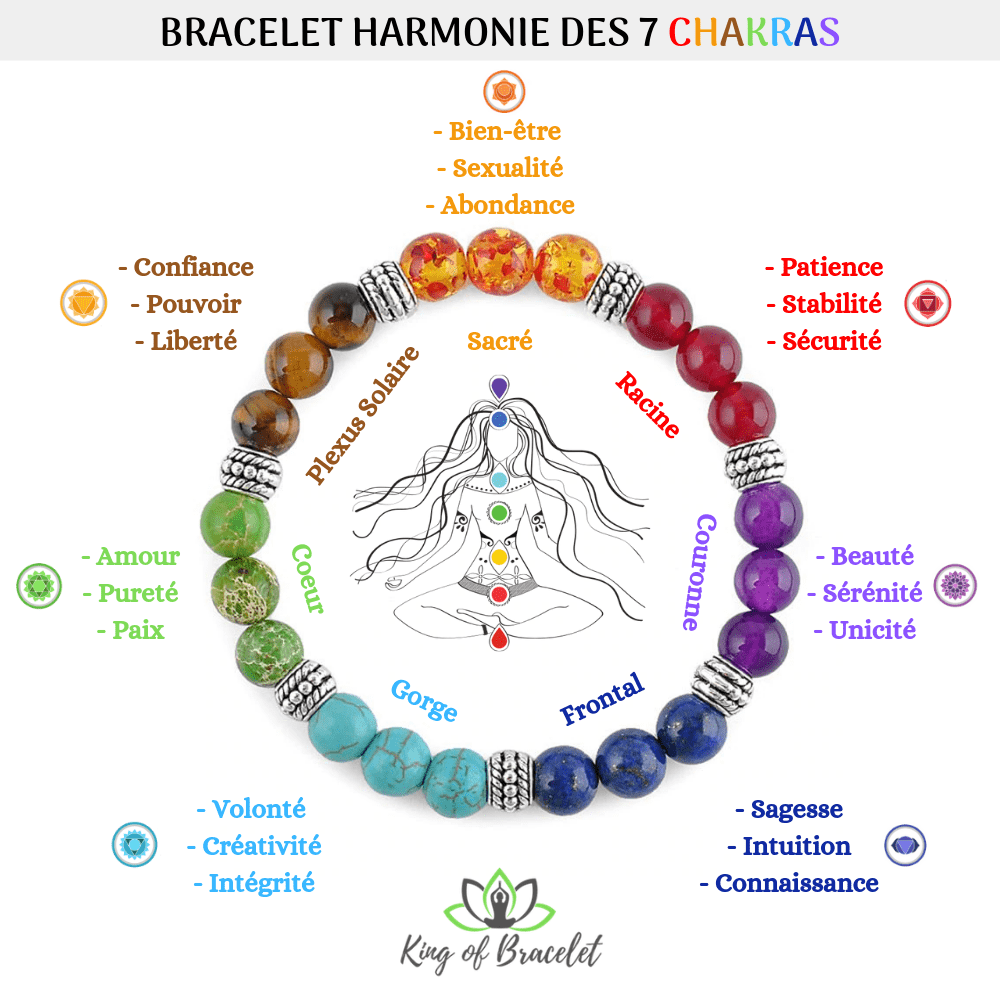 BRACELET HARMONIE DES 7 CHAKRAS
- Bien-être
- Sexualité
- Abondance
- Confiance
- Pouvoir
- Liberté
- Patience
- Stabilité
- Sécurité
Sacré
Plexus Solaire
Racine
Coeur
Couronne
- Amour
- Pureté
- Paix
- Beauté
- Sérénité
- Unicité
Gorge
Frontal
- Volonté
- Créativité
- Intégrité
- Sagesse
- Intuition
- Connaissance
King of Bracelet